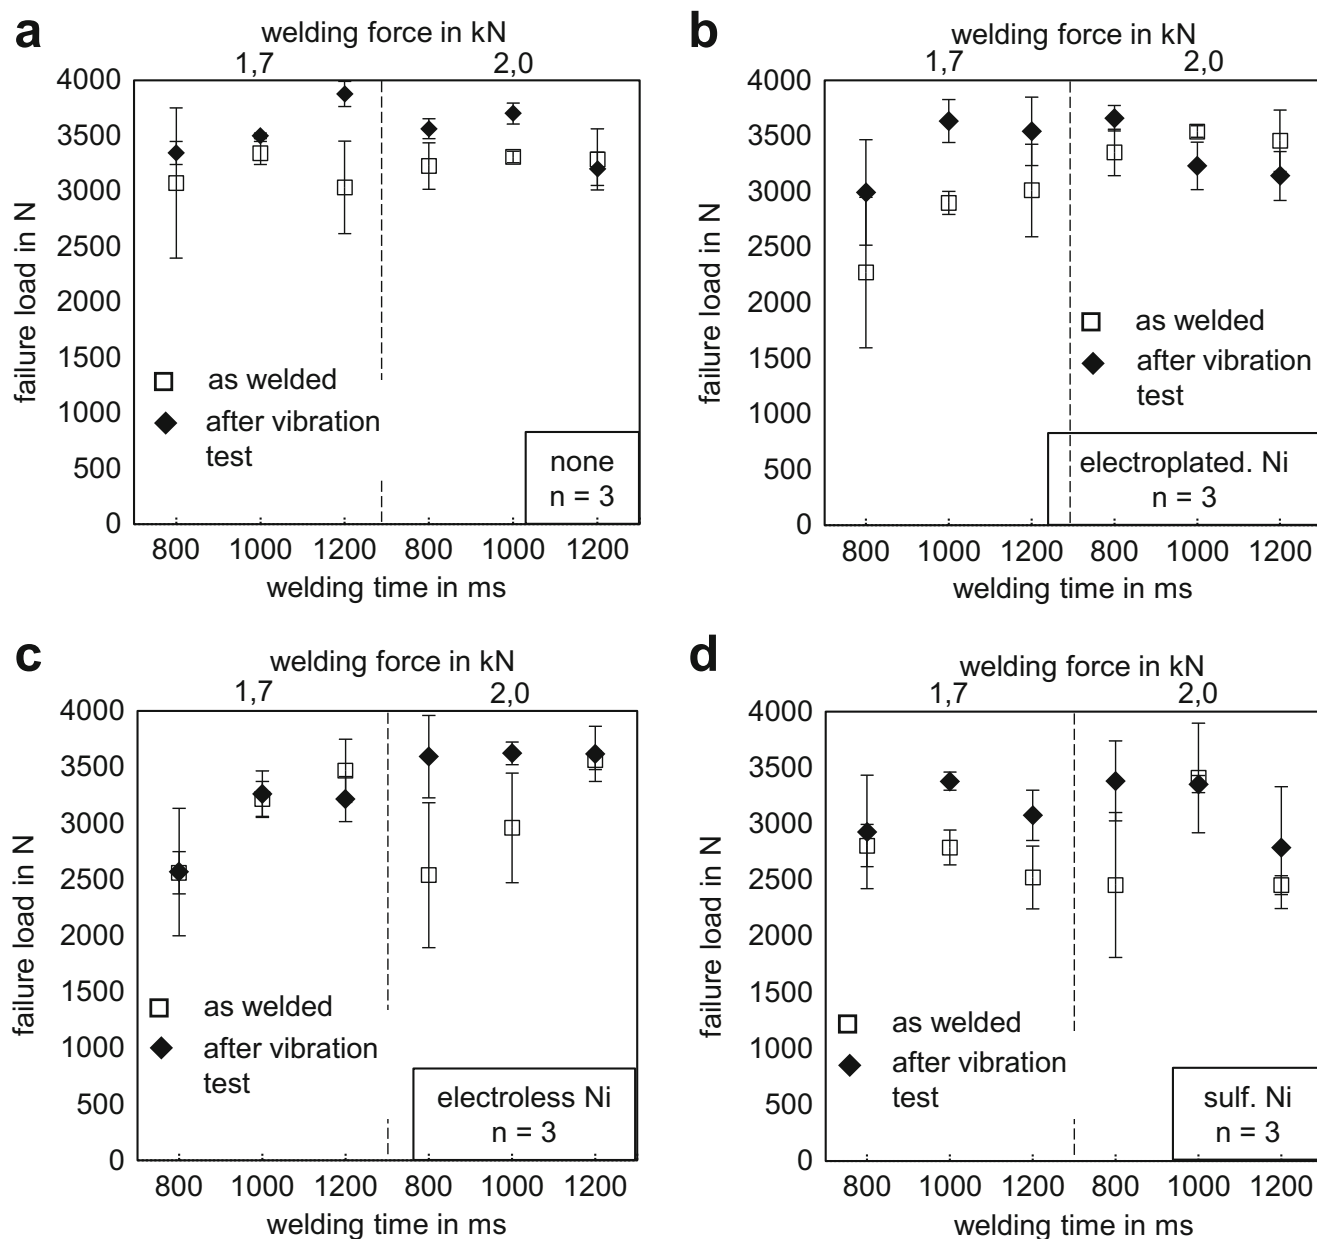 a
welding force in kN
1,7 2,0
4000
3500
3000
2500
2000
1500
1000
500
0
failure load in N
as welded
after vibration
test
none
n = 3
800 1000 1200 800 1000 1200
welding time in ms
b
welding force in kN
1,7 2,0
4000
3500
3000
2500
2000
1500
1000
500
0
failure load in N
as welded
after vibration
test
electroplated. Ni
n = 3
800 1000 1200 800 1000 1200
welding time in ms
c
welding force in kN
1,7 2,0
4000
3500
3000
2500
2000
1500
1000
500
0
failure load in N
as welded
after vibration
test
electroless Ni
n = 3
800 1000 1200 800 1000 1200
welding time in ms
d
welding force in kN
1,7 2,0
4000
3500
3000
2500
2000
1500
1000
500
0
failure load in N
as welded
after vibration
test
sulf. Ni
n = 3
800 1000 1200 800 1000 1200
welding time in ms